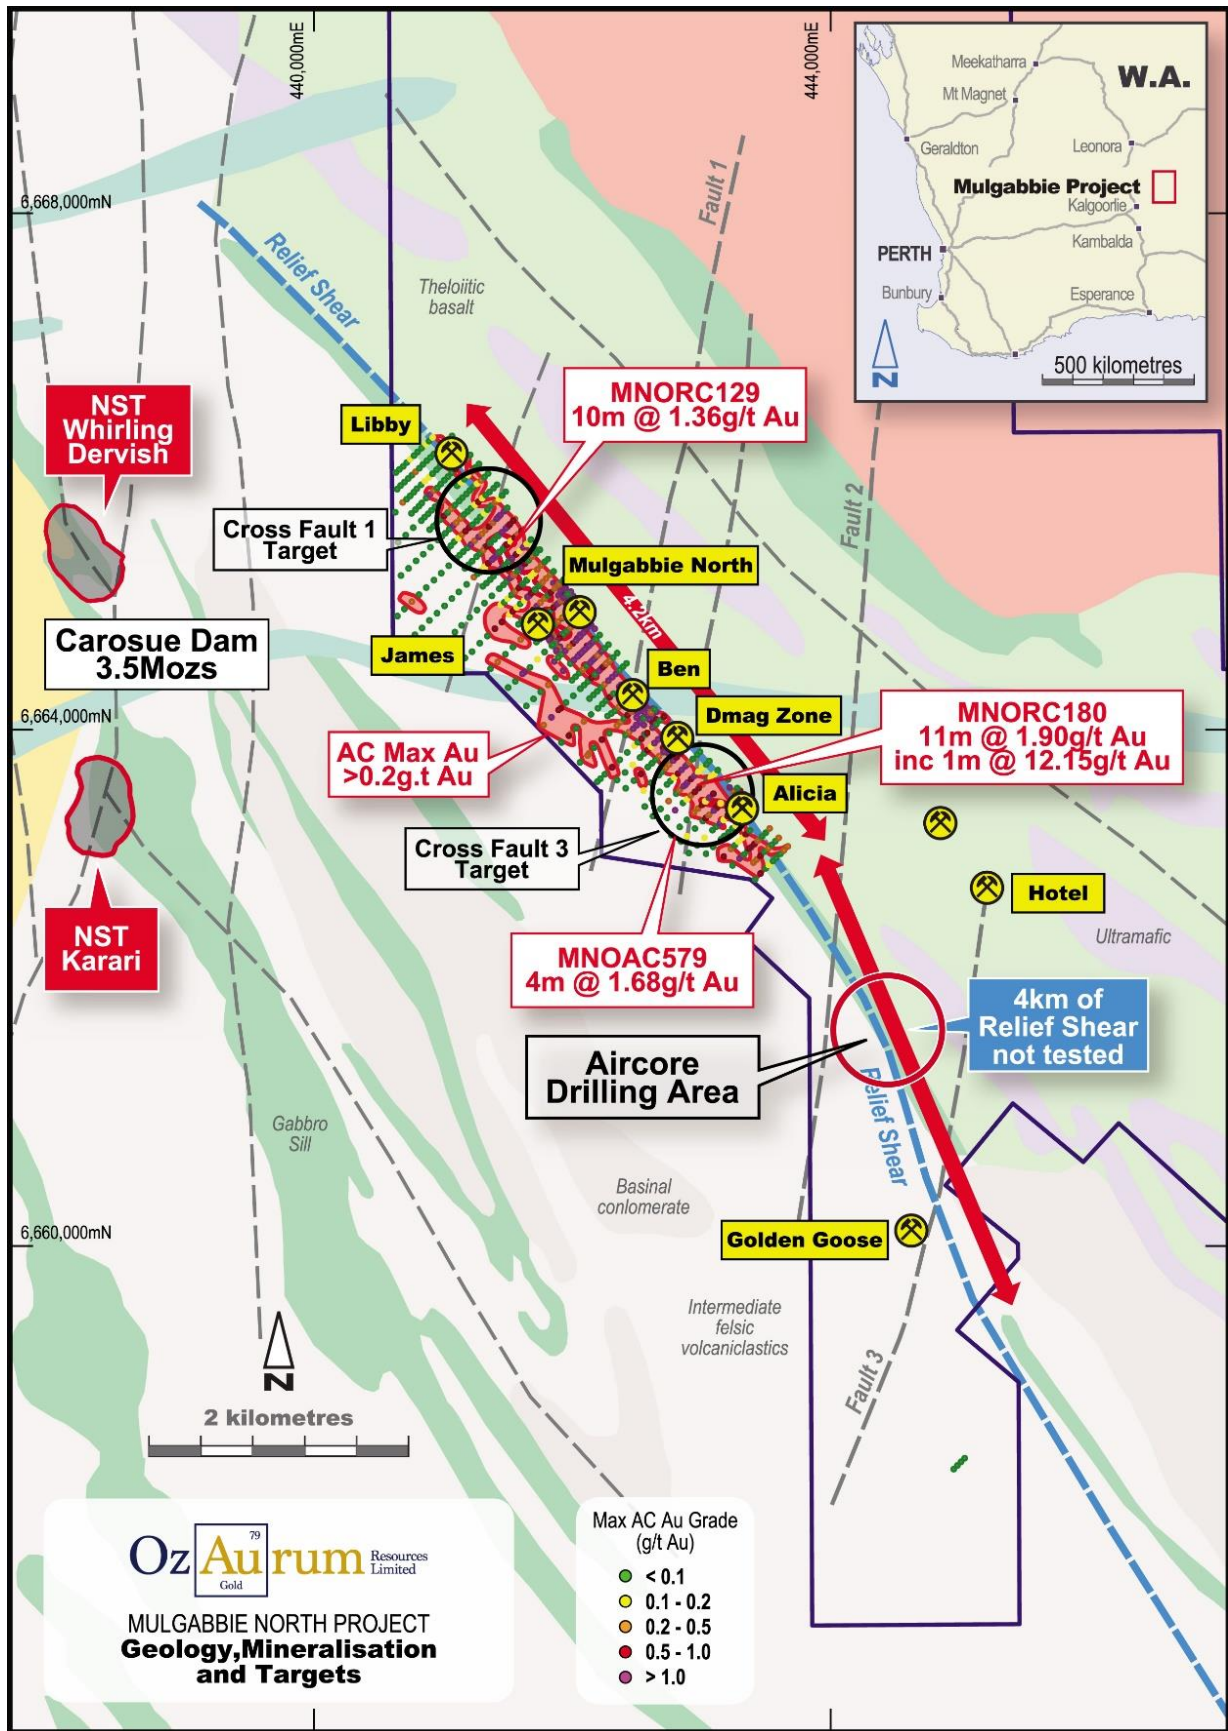 440,000mE
444,000mE
6,668,000mN
6,664,000mN
6,660,000mN
Meekatharra
Mt Magnet
W.A.
Geraldton
Leonora
Mulgabbie Project
Kalgoorlie
PERTH
Kambalda
Bunbury
Esperance
N
500 kilometres
Fault 1
Relief Shear
Theloiitic
basalt
NST
Whirling
Dervish
MNORC129
10m @ 1.36g/t Au
Libby
Cross Fault 1
Target
Fault 2
Mulgabbie North
4.2km
Carosue Dam
3.5Mozs
James
Ben
Dmag Zone
MNORC180
11m @ 1.90g/t Au
inc 1m @ 12.15g/t Au
AC Max Au
>0.2g.t Au
Alicia
Cross Fault 3
Target
Hotel
NST
Karari
Ultramafic
MNOAC579
4m @ 1.68g/t Au
4km of
Relief Shear
not tested
Aircore
Drilling Area
Relief Shear
Gabbro
Sill
Basinal
conlomerate
Golden Goose
Intermediate
felsic
volcaniclastics
Fault 3
N
2 kilometres
Oz Au rum
79
Gold
Resources
Limited
MULGABBIE NORTH PROJECT
Geology,Mineralisation
and Targets
Max AC Au Grade
(g/t Au)
< 0.1
0.1 - 0.2
0.2 - 0.5
0.5 - 1.0
> 1.0